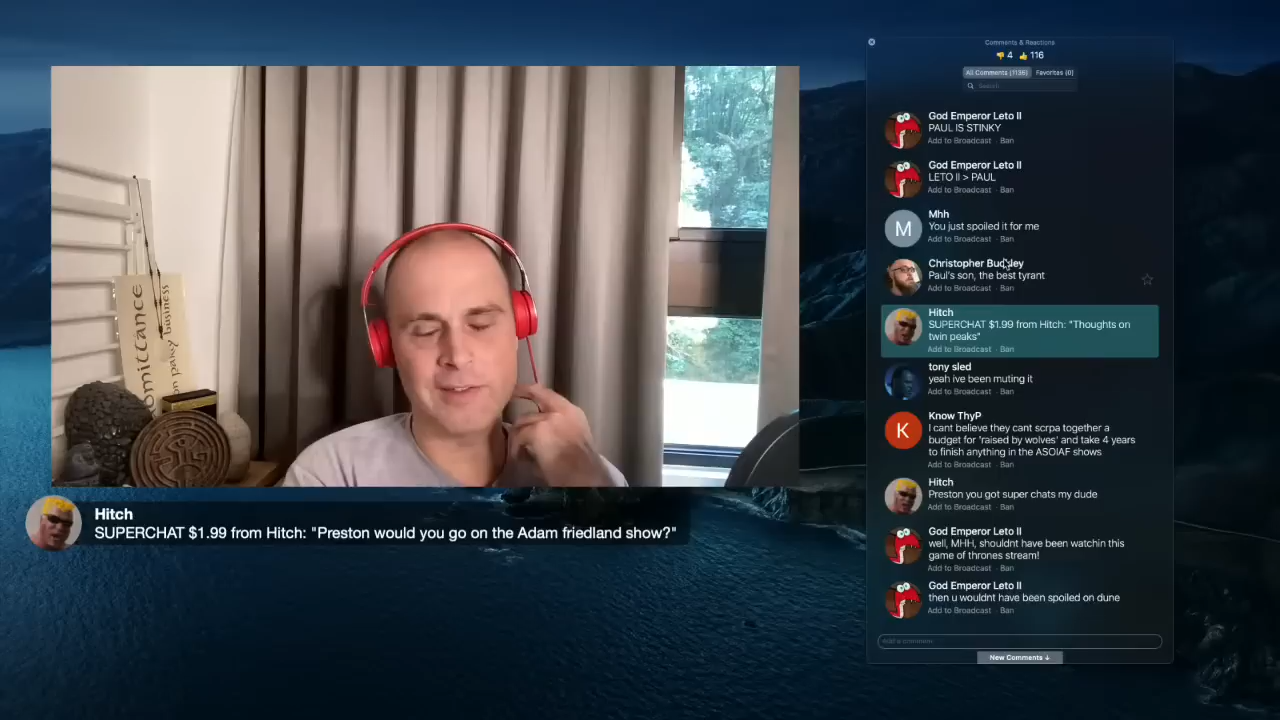 omittance
on party business
Hitch
SUPERCHAT $1.99 from Hitch: "Preston would you go on the Adam friedland show?"
Comments & Reactions
👎 4 👍 116
All Comments (1136) Favorites (0)
Search
God Emperor Leto II
PAUL IS STINKY
Add to Broadcast · Ban
God Emperor Leto II
LETO II > PAUL
Add to Broadcast · Ban
M
Mhh
You just spoiled it for me
Add to Broadcast · Ban
Christopher Buckley
Paul's son, the best tyrant
Add to Broadcast · Ban
Hitch
SUPERCHAT $1.99 from Hitch: "Thoughts on
twin peaks"
Add to Broadcast · Ban
tony sled
yeah ive been muting it
Add to Broadcast · Ban
K
Know ThyP
I cant believe they cant scrpa together a
budget for 'raised by wolves' and take 4 years
to finish anything in the ASOIAF shows
Add to Broadcast · Ban
Hitch
Preston you got super chats my dude
Add to Broadcast · Ban
God Emperor Leto II
well, MHH, shouldnt have been watchin this
game of thrones stream!
Add to Broadcast · Ban
God Emperor Leto II
then u wouldnt have been spoiled on dune
Add to Broadcast · Ban
Add a comment
New Comments ↓